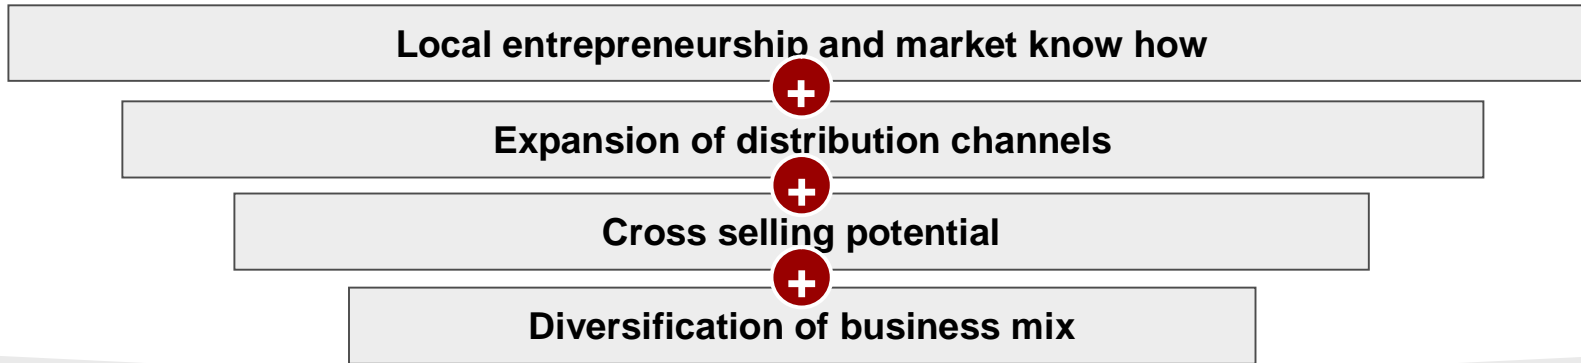 Local entrepreneurship and market know how
+
Expansion of distribution channels
+
Cross selling potential
+
Diversification of business mix